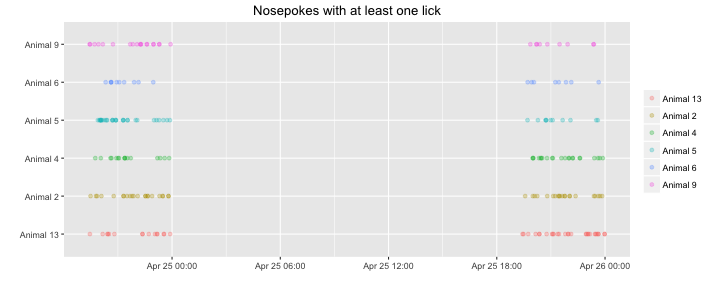 Nosepokes with at least one lick
Animal 9
Animal 6
Animal 5
Animal 4
Animal 2
Animal 13
Apr 25 00:00
Apr 25 06:00
Apr 25 12:00
Apr 25 18:00
Apr 26 00:00
Animal 13
Animal 2
Animal 4
Animal 5
Animal 6
Animal 9